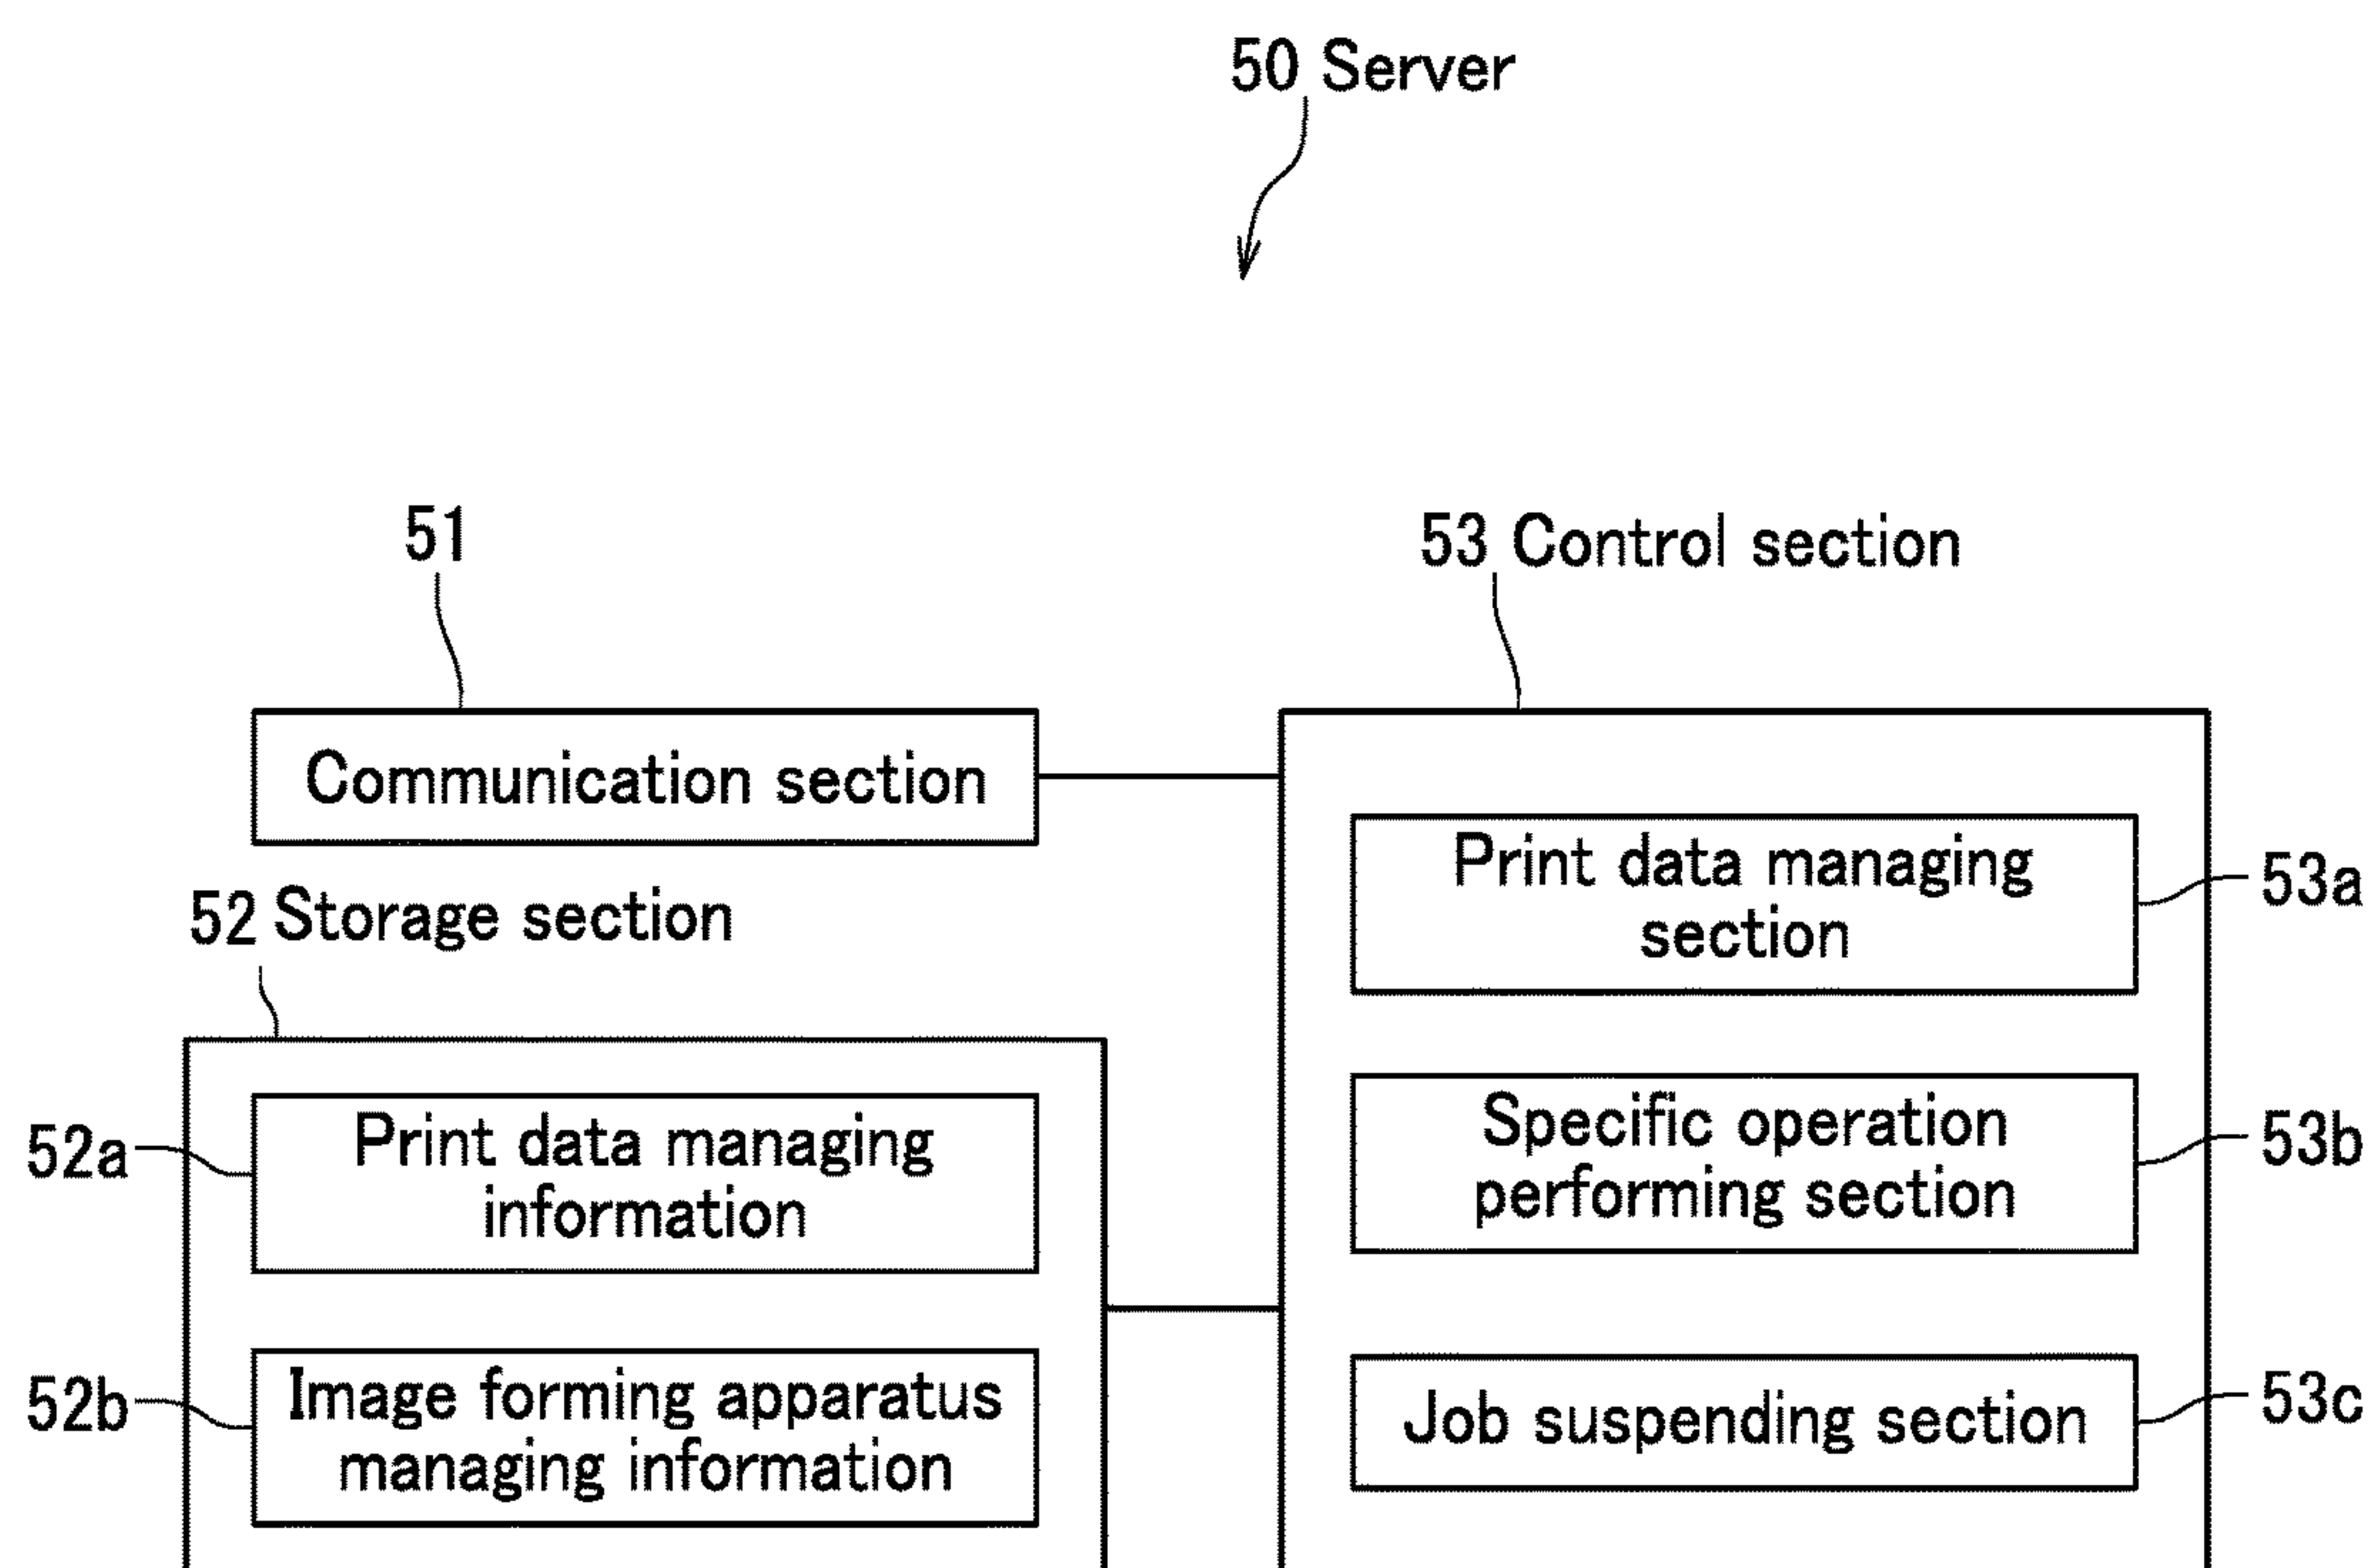 50 Server
51
53 Control section
Communication section
52 Storage section
Print data managing
section
53a
52a
Print data managing
information
Specific operation
performing section
53b
52b
Image forming apparatus
managing information
Job suspending section
53c